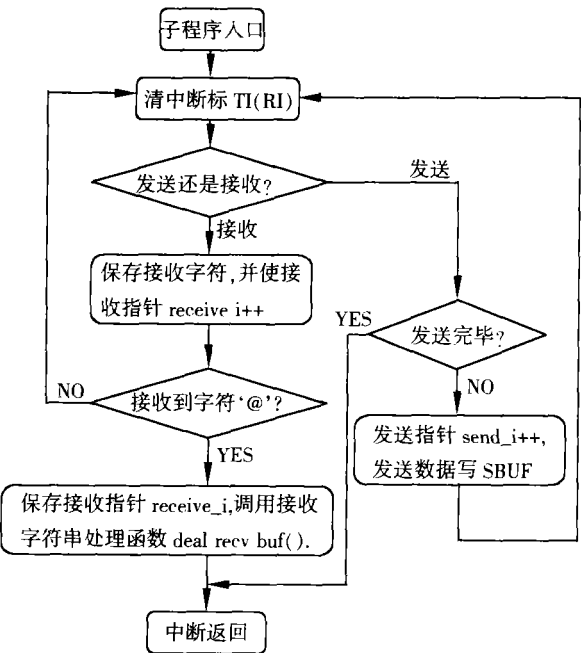 子程序入口
清中断标 TI(RI)
发送还是接收?
发送
接收
保存接收字符,并使接
收指针 receive i++
YES
发送完毕?
NO
接收到字符‘@’?
NO
YES
发送指针 send_i++,
发送数据写 SBUF
保存接收指针 receive_i,调用接收
字符串处理函数 deal recv buf().
中断返回